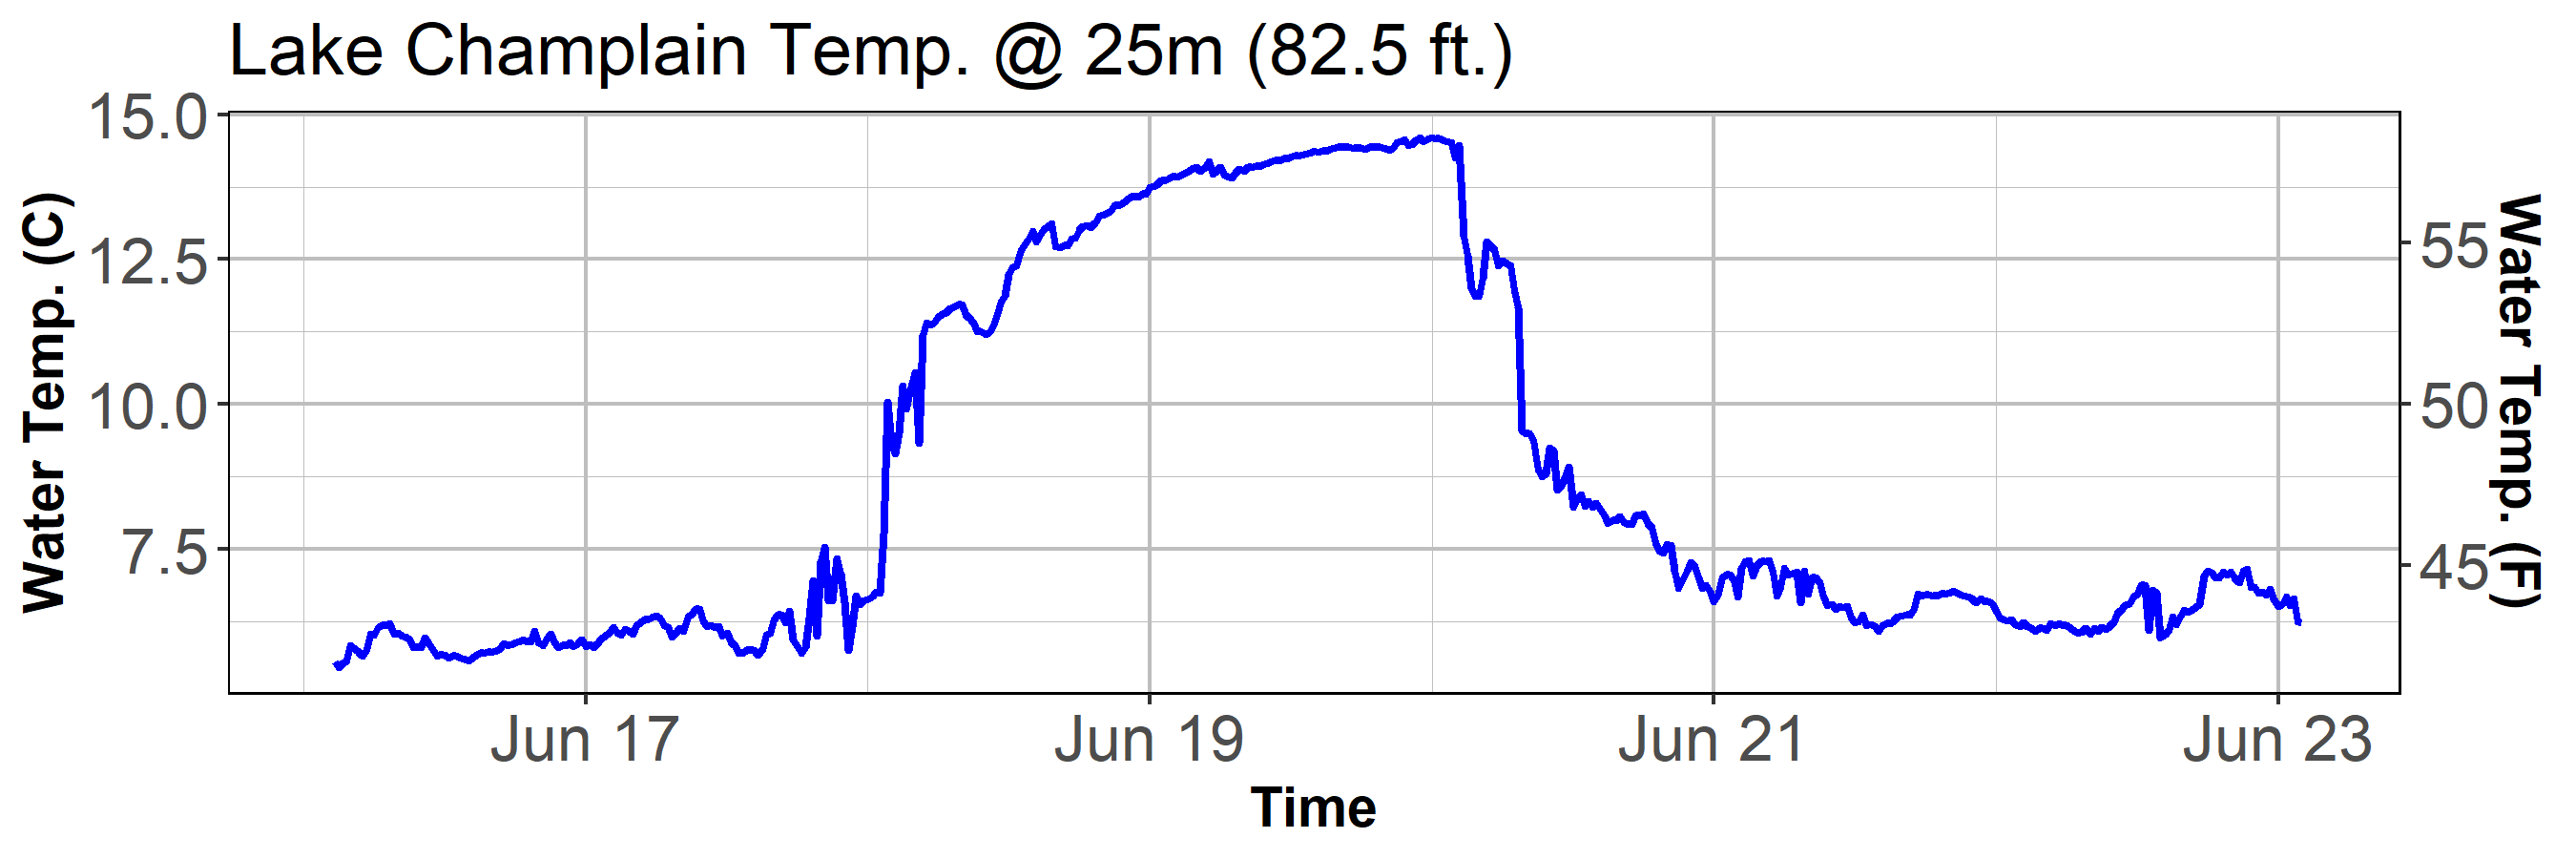 Lake Champlain Temp. @ 25m (82.5 ft.)
Water Temp. (C)
15.0
12.5
10.0
7.5
55
50
45
Water Temp. (F)
Jun 17
Jun 19
Jun 21
Jun 23
Time